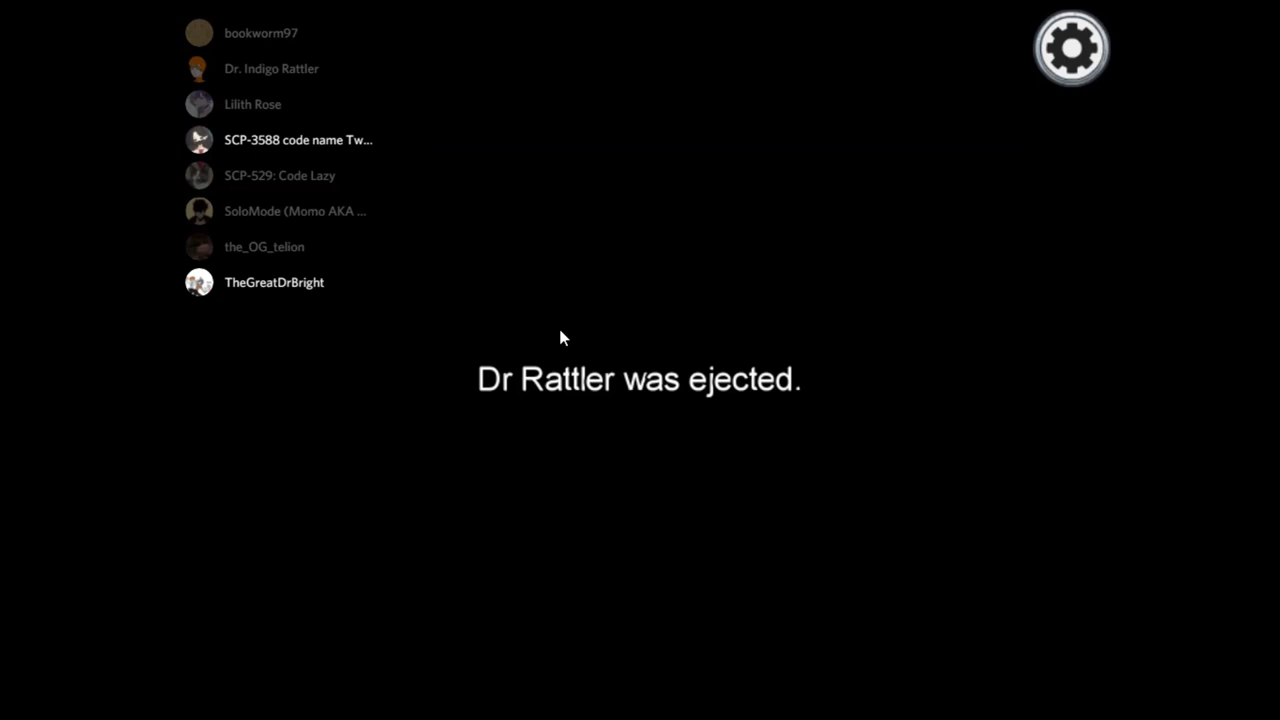 bookworm97
Dr. Indigo Rattler
Lilith Rose
SCP-3588 code name Tw...
SCP-529: Code Lazy
SoloMode (Momo AKA ...
the_OG_telion
TheGreatDrBright
Dr Rattler was ejected.